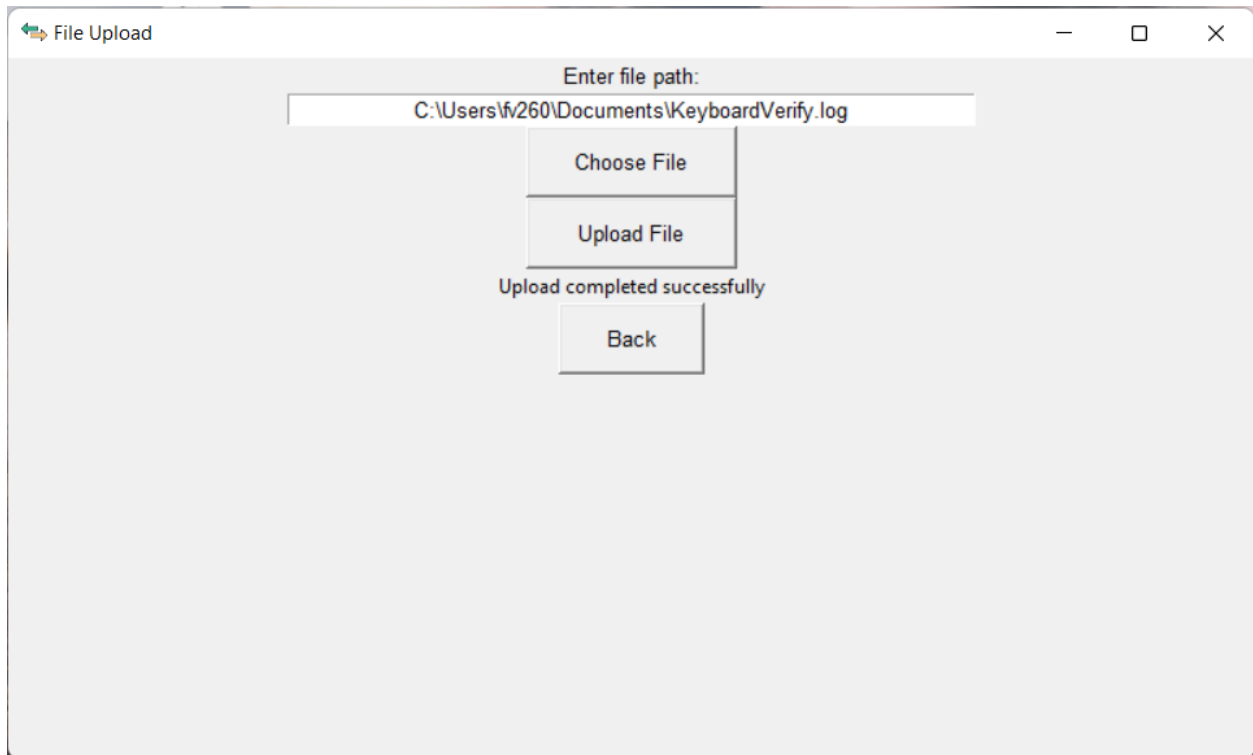 File Upload
Enter file path:
C:\Users\fv260\Documents\KeyboardVerify.log
Choose File
Upload File
Upload completed successfully
Back